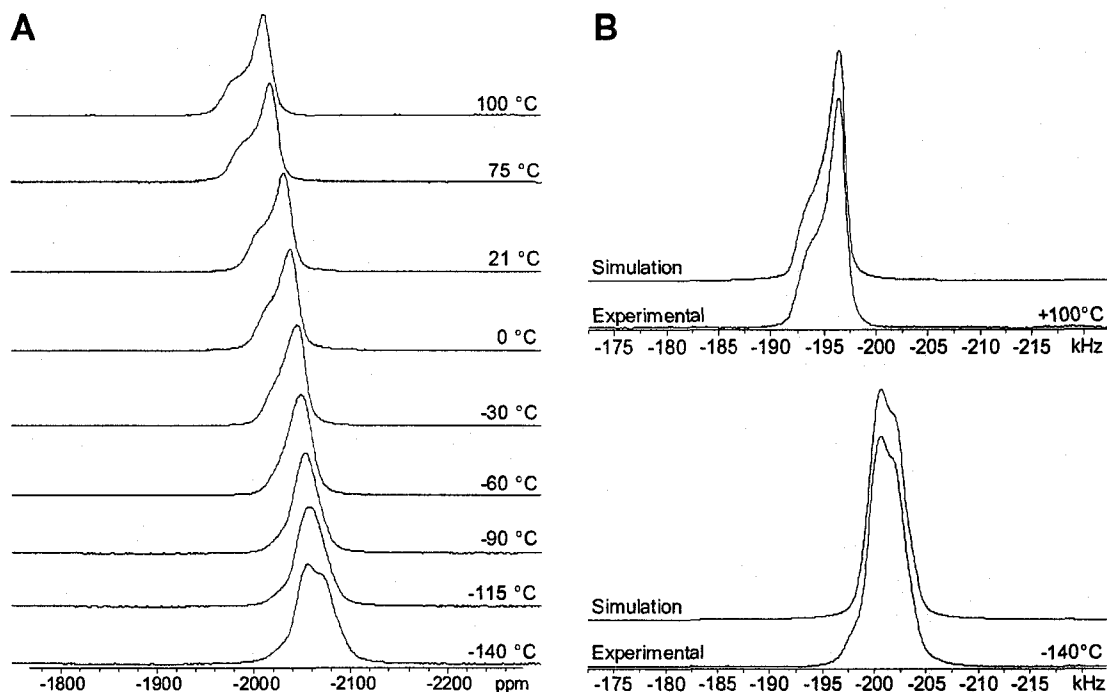 A
100 °C
75 °C
21 °C
0 °C
-30 °C
-60 °C
-90 °C
-115 °C
-140 °C
-1800 -1900 -2000 -2100 -2200 ppm
B
Simulation
Experimental +100°C
-175 -180 -185 -190 -195 -200 -205 -210 -215 kHz
Simulation
Experimental -140°C
-175 -180 -185 -190 -195 -200 -205 -210 -215 kHz